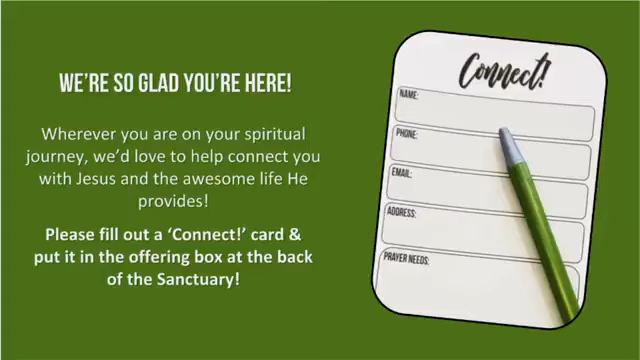 WE'RE SO GLAD YOU'RE HERE!
Wherever you are on your spiritual
journey, we'd love to help connect you
with Jesus and the awesome life He
provides!
Please fill out a 'Connect!' card &
put it in the offering box at the back
of the Sanctuary!
Connect!
NAME:
PHONE:
EMAIL:
ADDRESS:
PRAYER NEEDS: